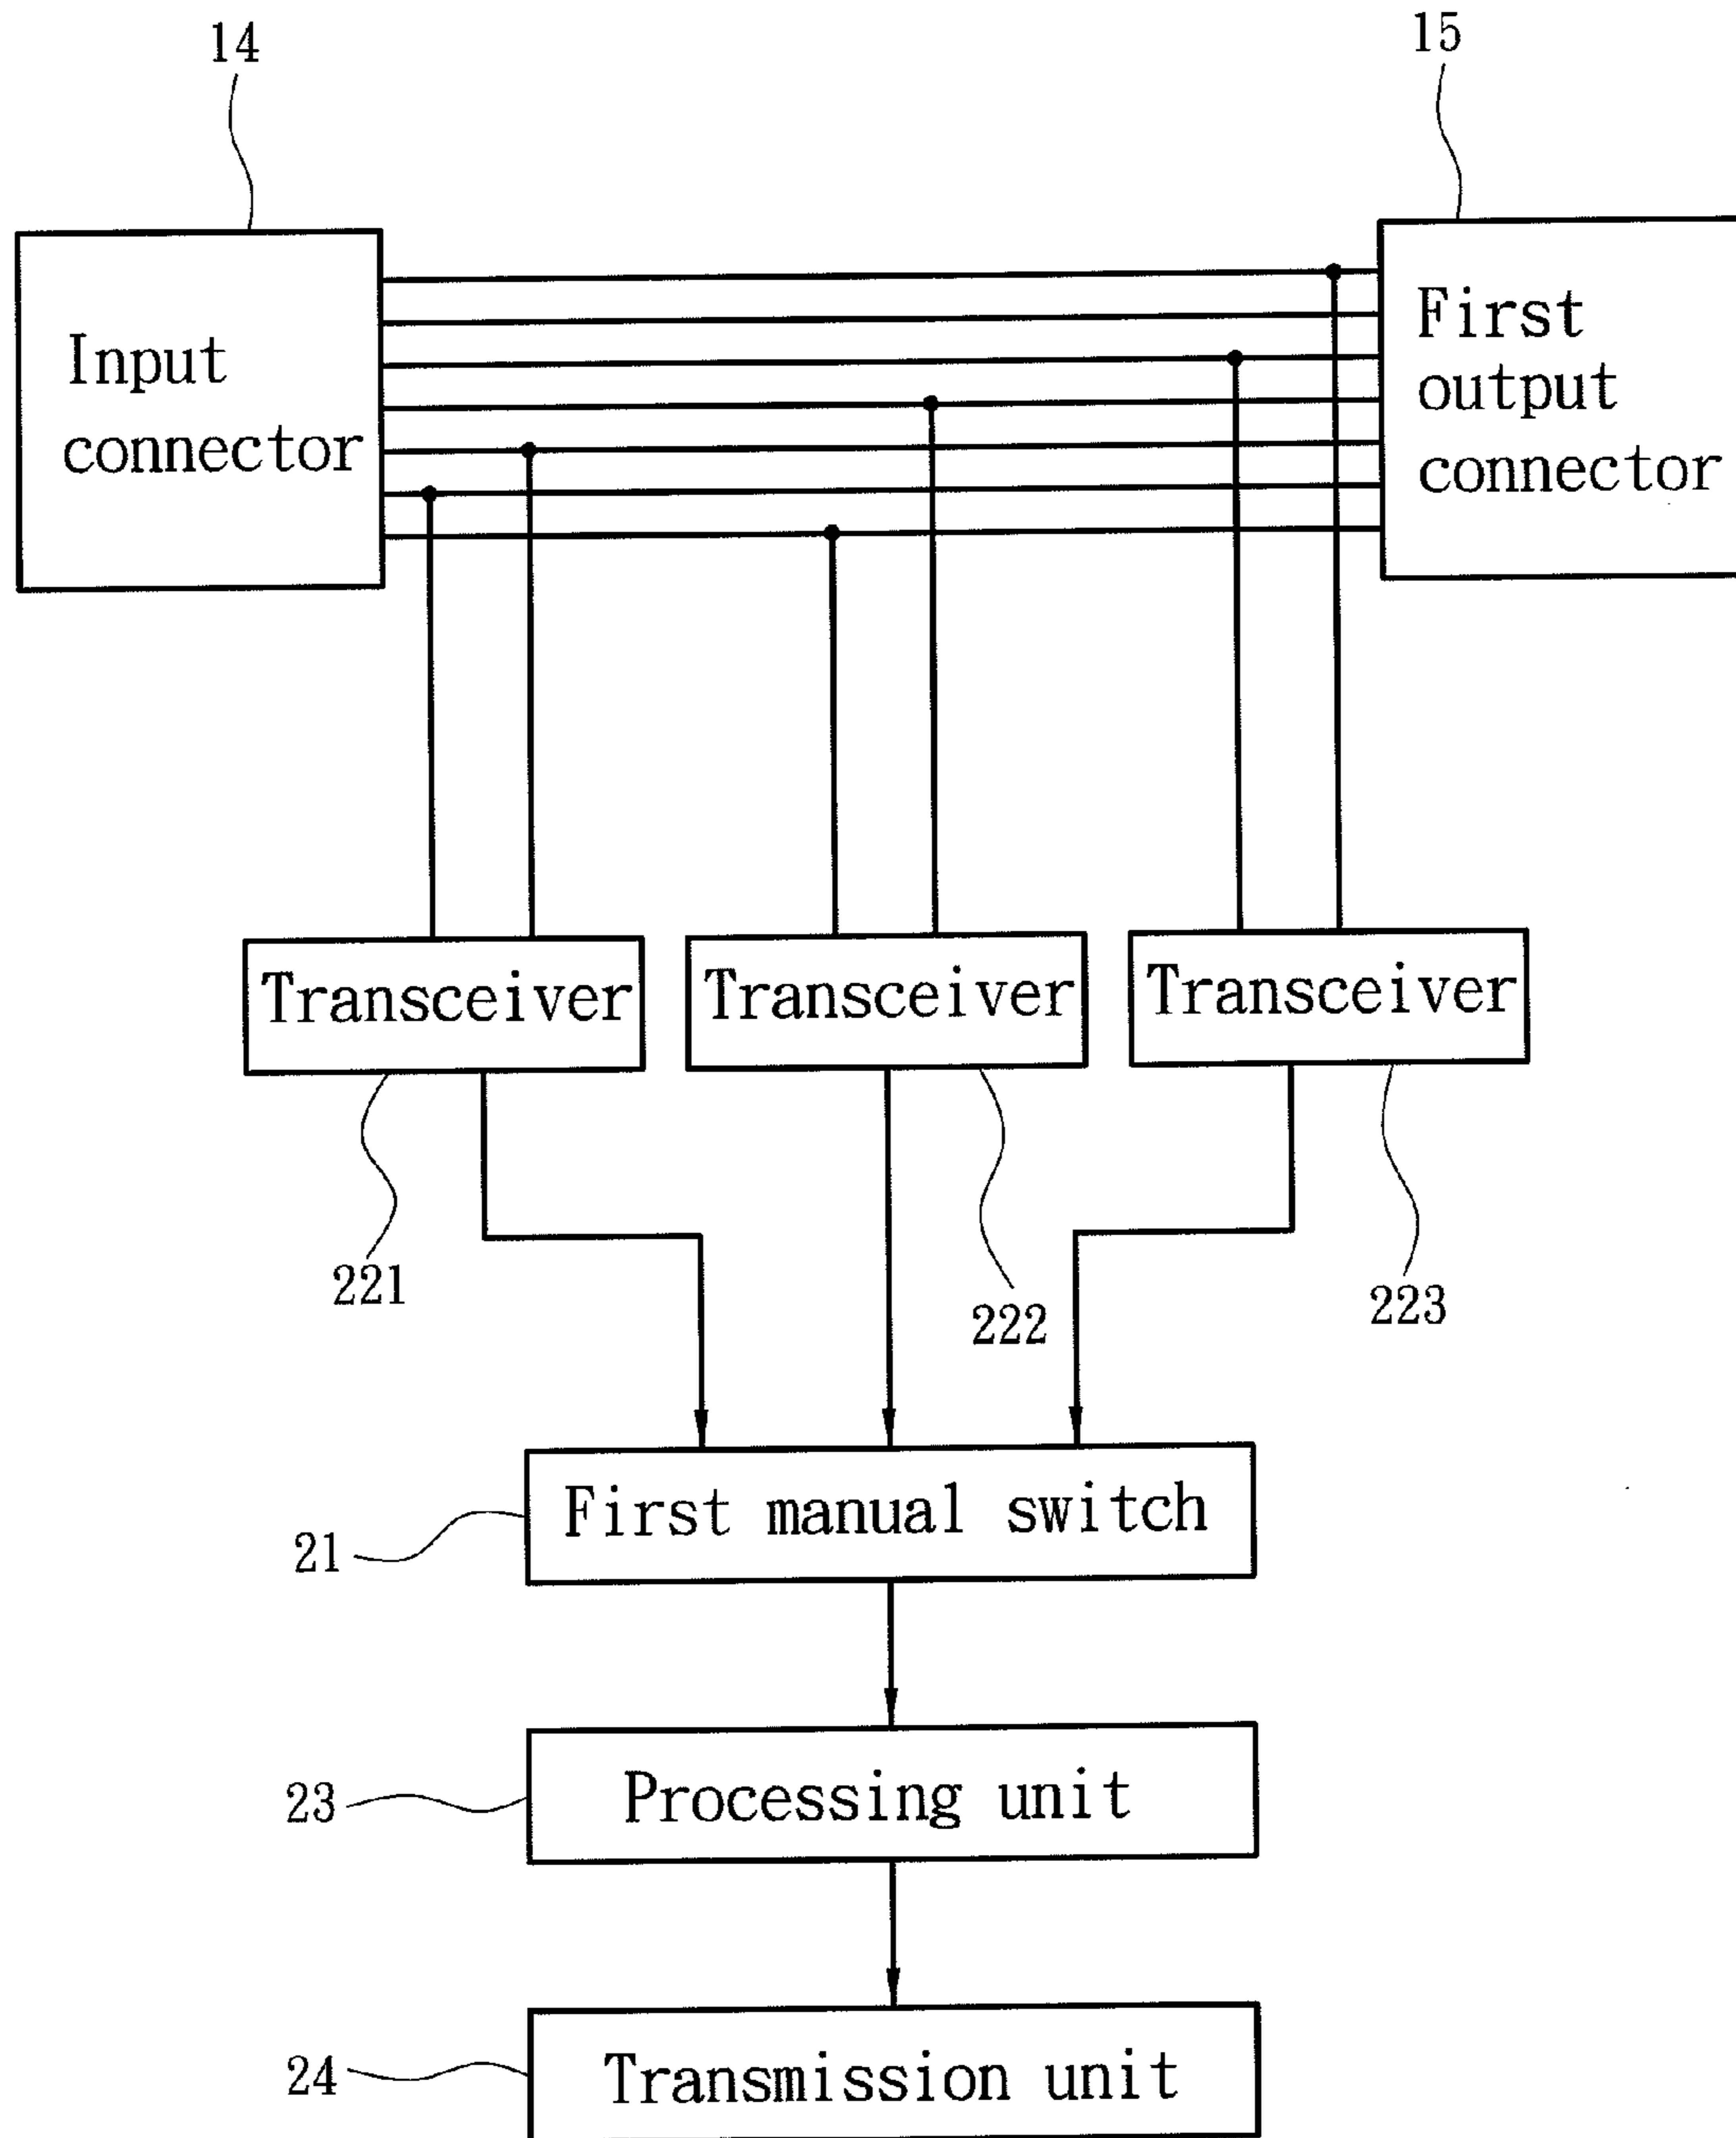 14
15
Input
connector
First
output
connector
Transceiver
Transceiver
Transceiver
221
222
223
First manual switch
21
Processing unit
23
Transmission unit
24